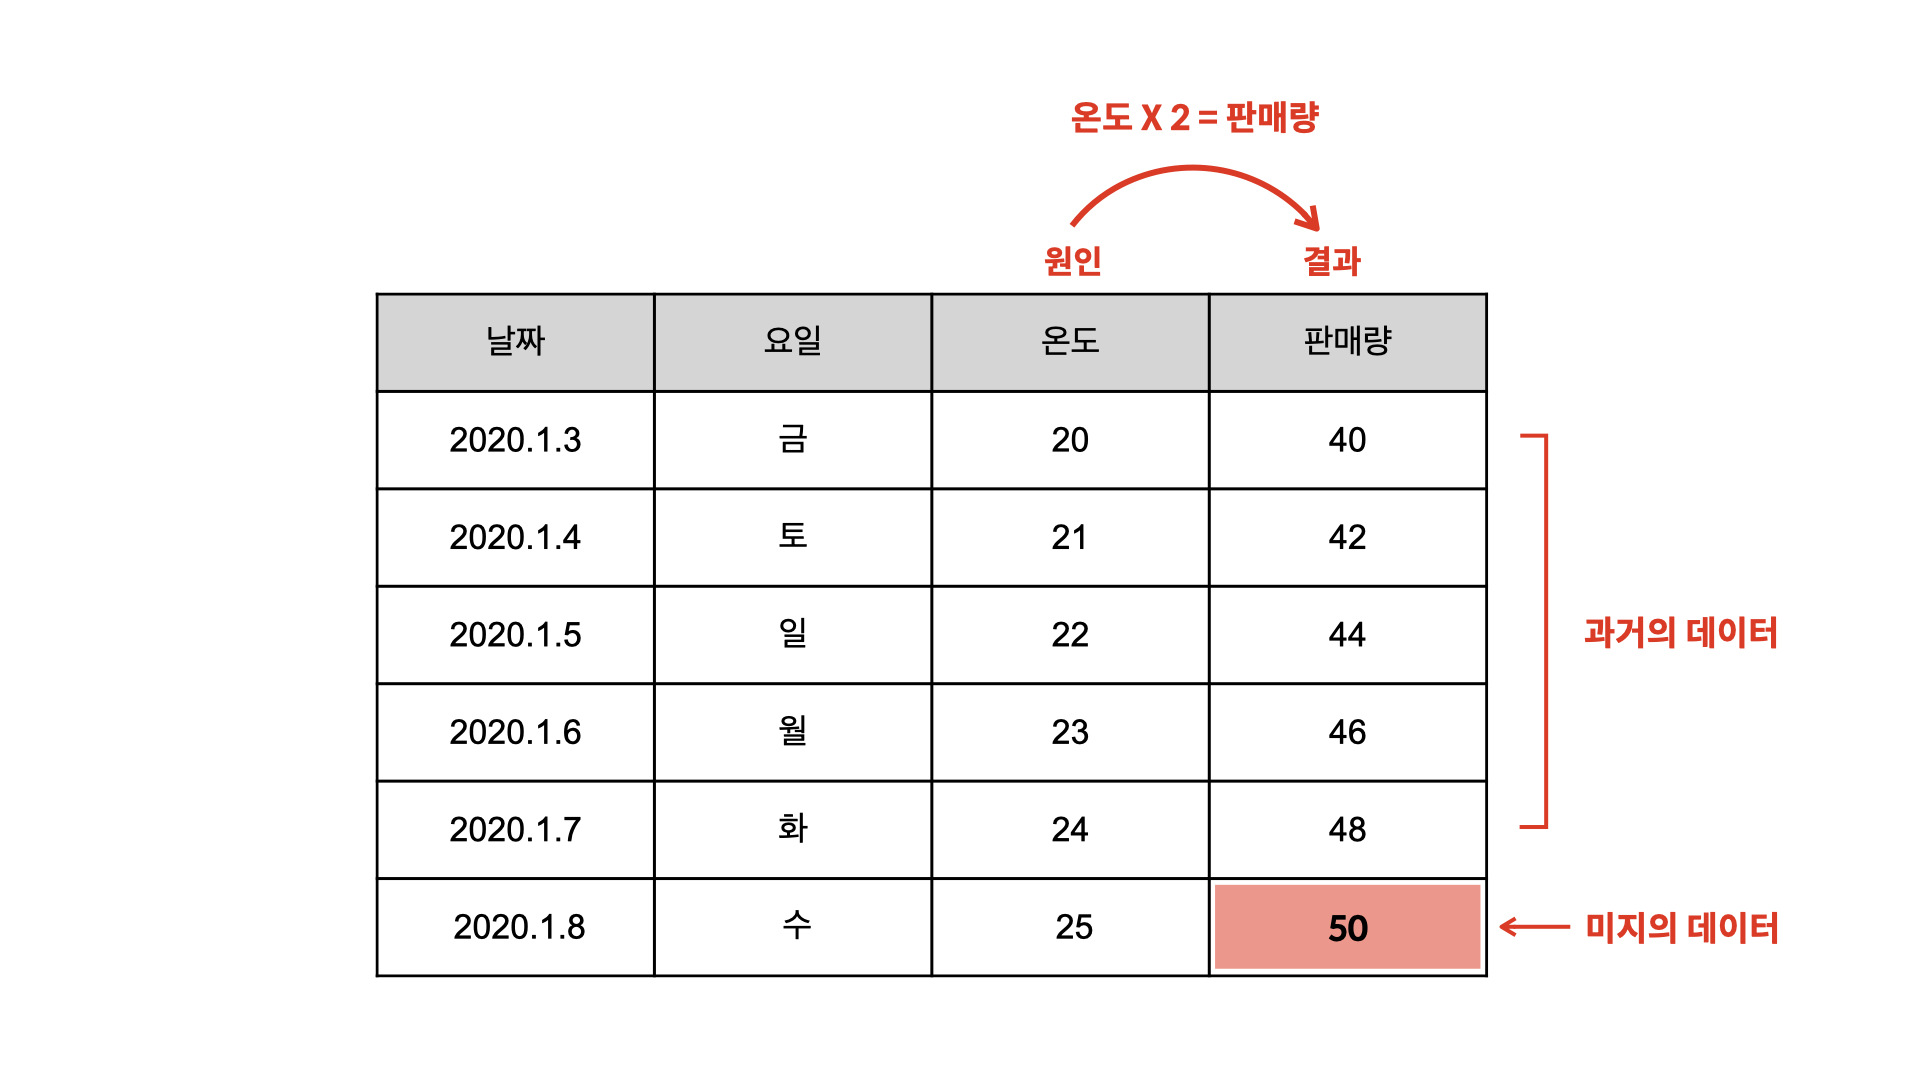 온도 X 2 = 판매량
원인 결과
날짜 요일 온도 판매량
2020.1.3 금 20 40
2020.1.4 토 21 42
2020.1.5 일 22 44
과거의 데이터
2020.1.6 월 23 46
2020.1.7 화 24 48
2020.1.8 수 25 50 미지의 데이터